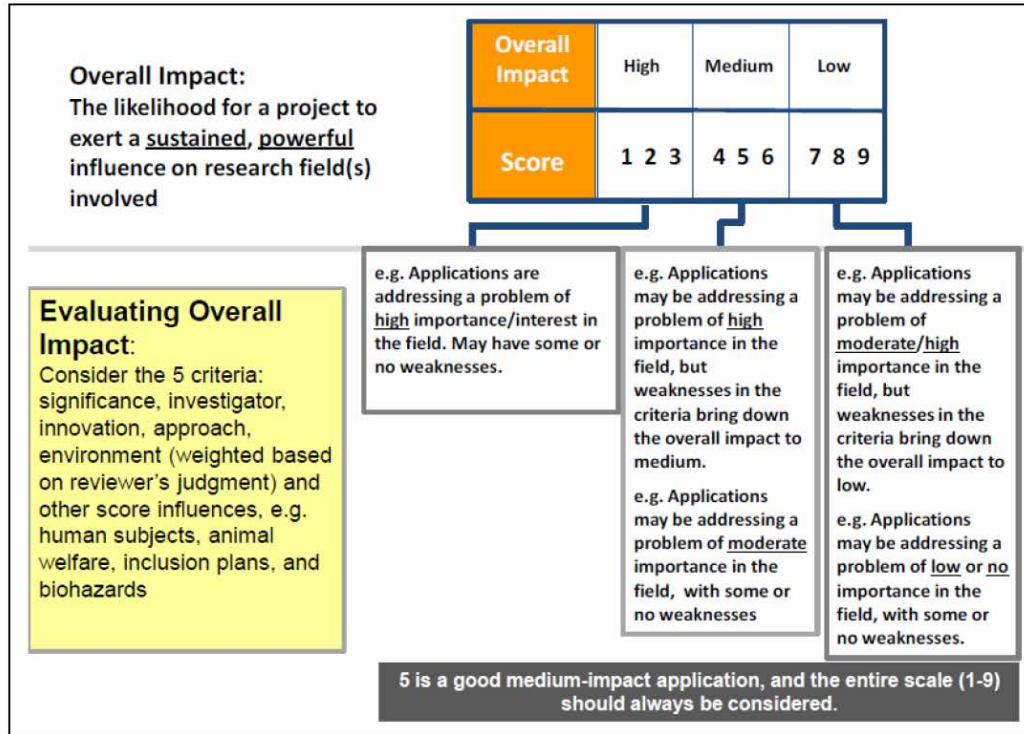 Overall Impact:
The likelihood for a project to
exert a sustained, powerful
influence on research field(s)
involved
Overall
Impact
High
Medium
Low
Score
1 2 3
4 5 6
7 8 9
Evaluating Overall
Impact:
Consider the 5 criteria:
significance, investigator,
innovation, approach,
environment (weighted based
on reviewer's judgment) and
other score influences, e.g.
human subjects, animal
welfare, inclusion plans, and
biohazards
e.g. Applications are
addressing a problem of
high importance/interest in
the field. May have some or
no weaknesses.
e.g. Applications
may be addressing a
problem of high
importance in the
field, but
weaknesses in the
criteria bring down
the overall impact to
medium.
e.g. Applications
may be addressing a
problem of moderate
importance in the
field, with some or
no weaknesses
e.g. Applications
may be addressing a
problem of
moderate/high
importance in the
field, but
weaknesses in the
criteria bring down
the overall impact to
low.
e.g. Applications
may be addressing a
problem of low or no
importance in the
field, with some or
no weaknesses.
5 is a good medium-impact application, and the entire scale (1-9)
should always be considered.